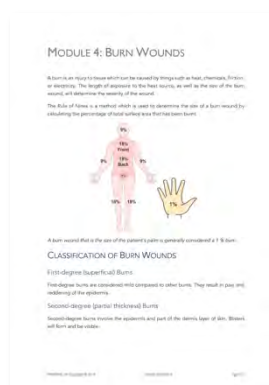 MODULE 4: BURN WOUNDS
A burn is an injury to tissue which can be caused by things such as heat, chemicals, friction,
or electricity. The length of exposure to the heat source, as well as the size of the burn
wound, will determine the severity of the wound.
The Rule of Nines is a method which is used to determine the size of a burn wound by
calculating the percentage of total surface area that has been burnt.
9%
18%
Front
9% 18% 9%
Back
1%
18% 18%
1%
A burn wound that is the size of the patient's palm is generally considered a 1 % burn.
CLASSIFICATION OF BURN WOUNDS
First-degree (superficial) Burns
First-degree burns are considered mild compared to other burns. They result in pain and
reddening of the epidermis.
Second-degree (partial thickness) Burns
Second-degree burns involve the epidermis and part of the dermis layer of skin. Blisters
will form and be visible.